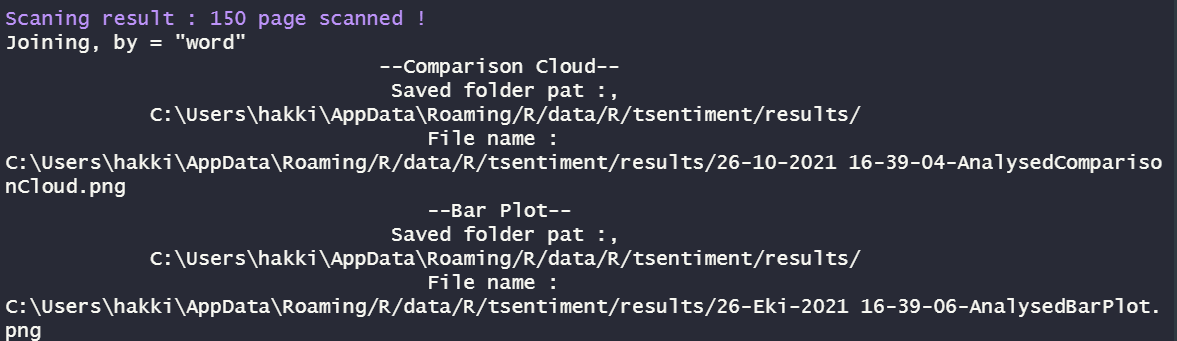 Scaning result : 150 page scanned !
Joining, by = "word"
--Comparison Cloud--
Saved folder pat :,
C:\Users\hakki\AppData\Roaming/R/data/R/tsentiment/results/
File name :
C:\Users\hakki\AppData\Roaming/R/data/R/tsentiment/results/26-10-2021 16-39-04-AnalysedCompariso
nCloud.png
--Bar Plot--
Saved folder pat :,
C:\Users\hakki\AppData\Roaming/R/data/R/tsentiment/results/
File name :
C:\Users\hakki\AppData\Roaming/R/data/R/tsentiment/results/26-Eki-2021 16-39-06-AnalysedBarPlot.
png